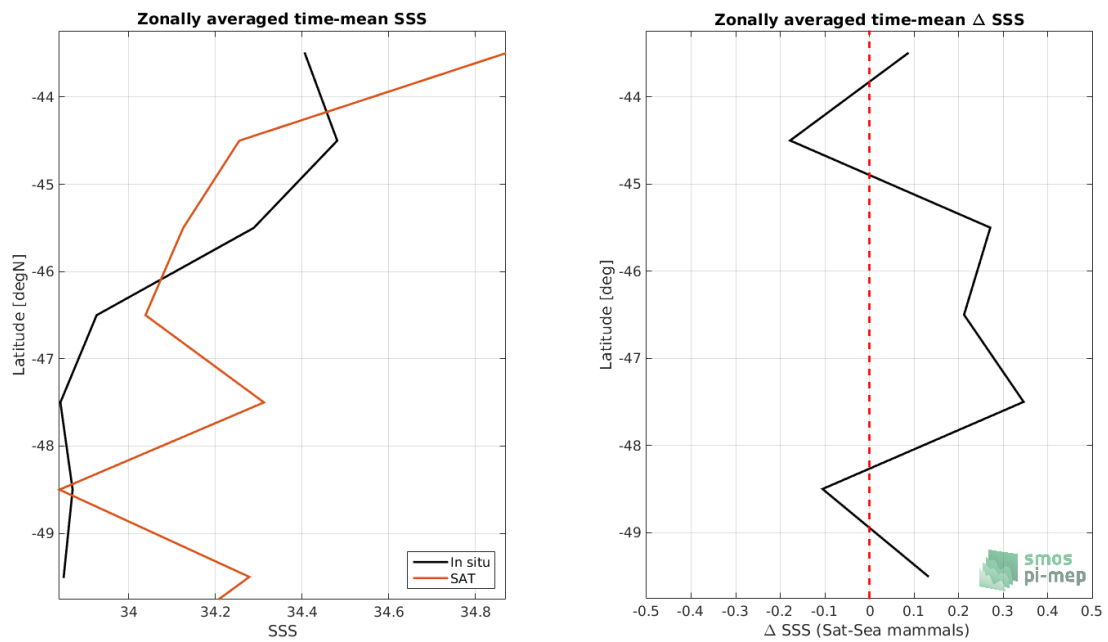 Zonally averaged time-mean SSS
-44
-45
-46
-47
-48
-49
Latitude [degN]
34
34.2
34.4
34.6
34.8
SSS
In situ
SAT
Zonally averaged time-mean Δ SSS
-44
-45
-46
-47
-48
-49
Latitude [deg]
-0.5
-0.4
-0.3
-0.2
-0.1
0
0.1
0.2
0.3
0.4
0.5
Δ SSS (Sat-Sea mammals)
smos
pi-mep